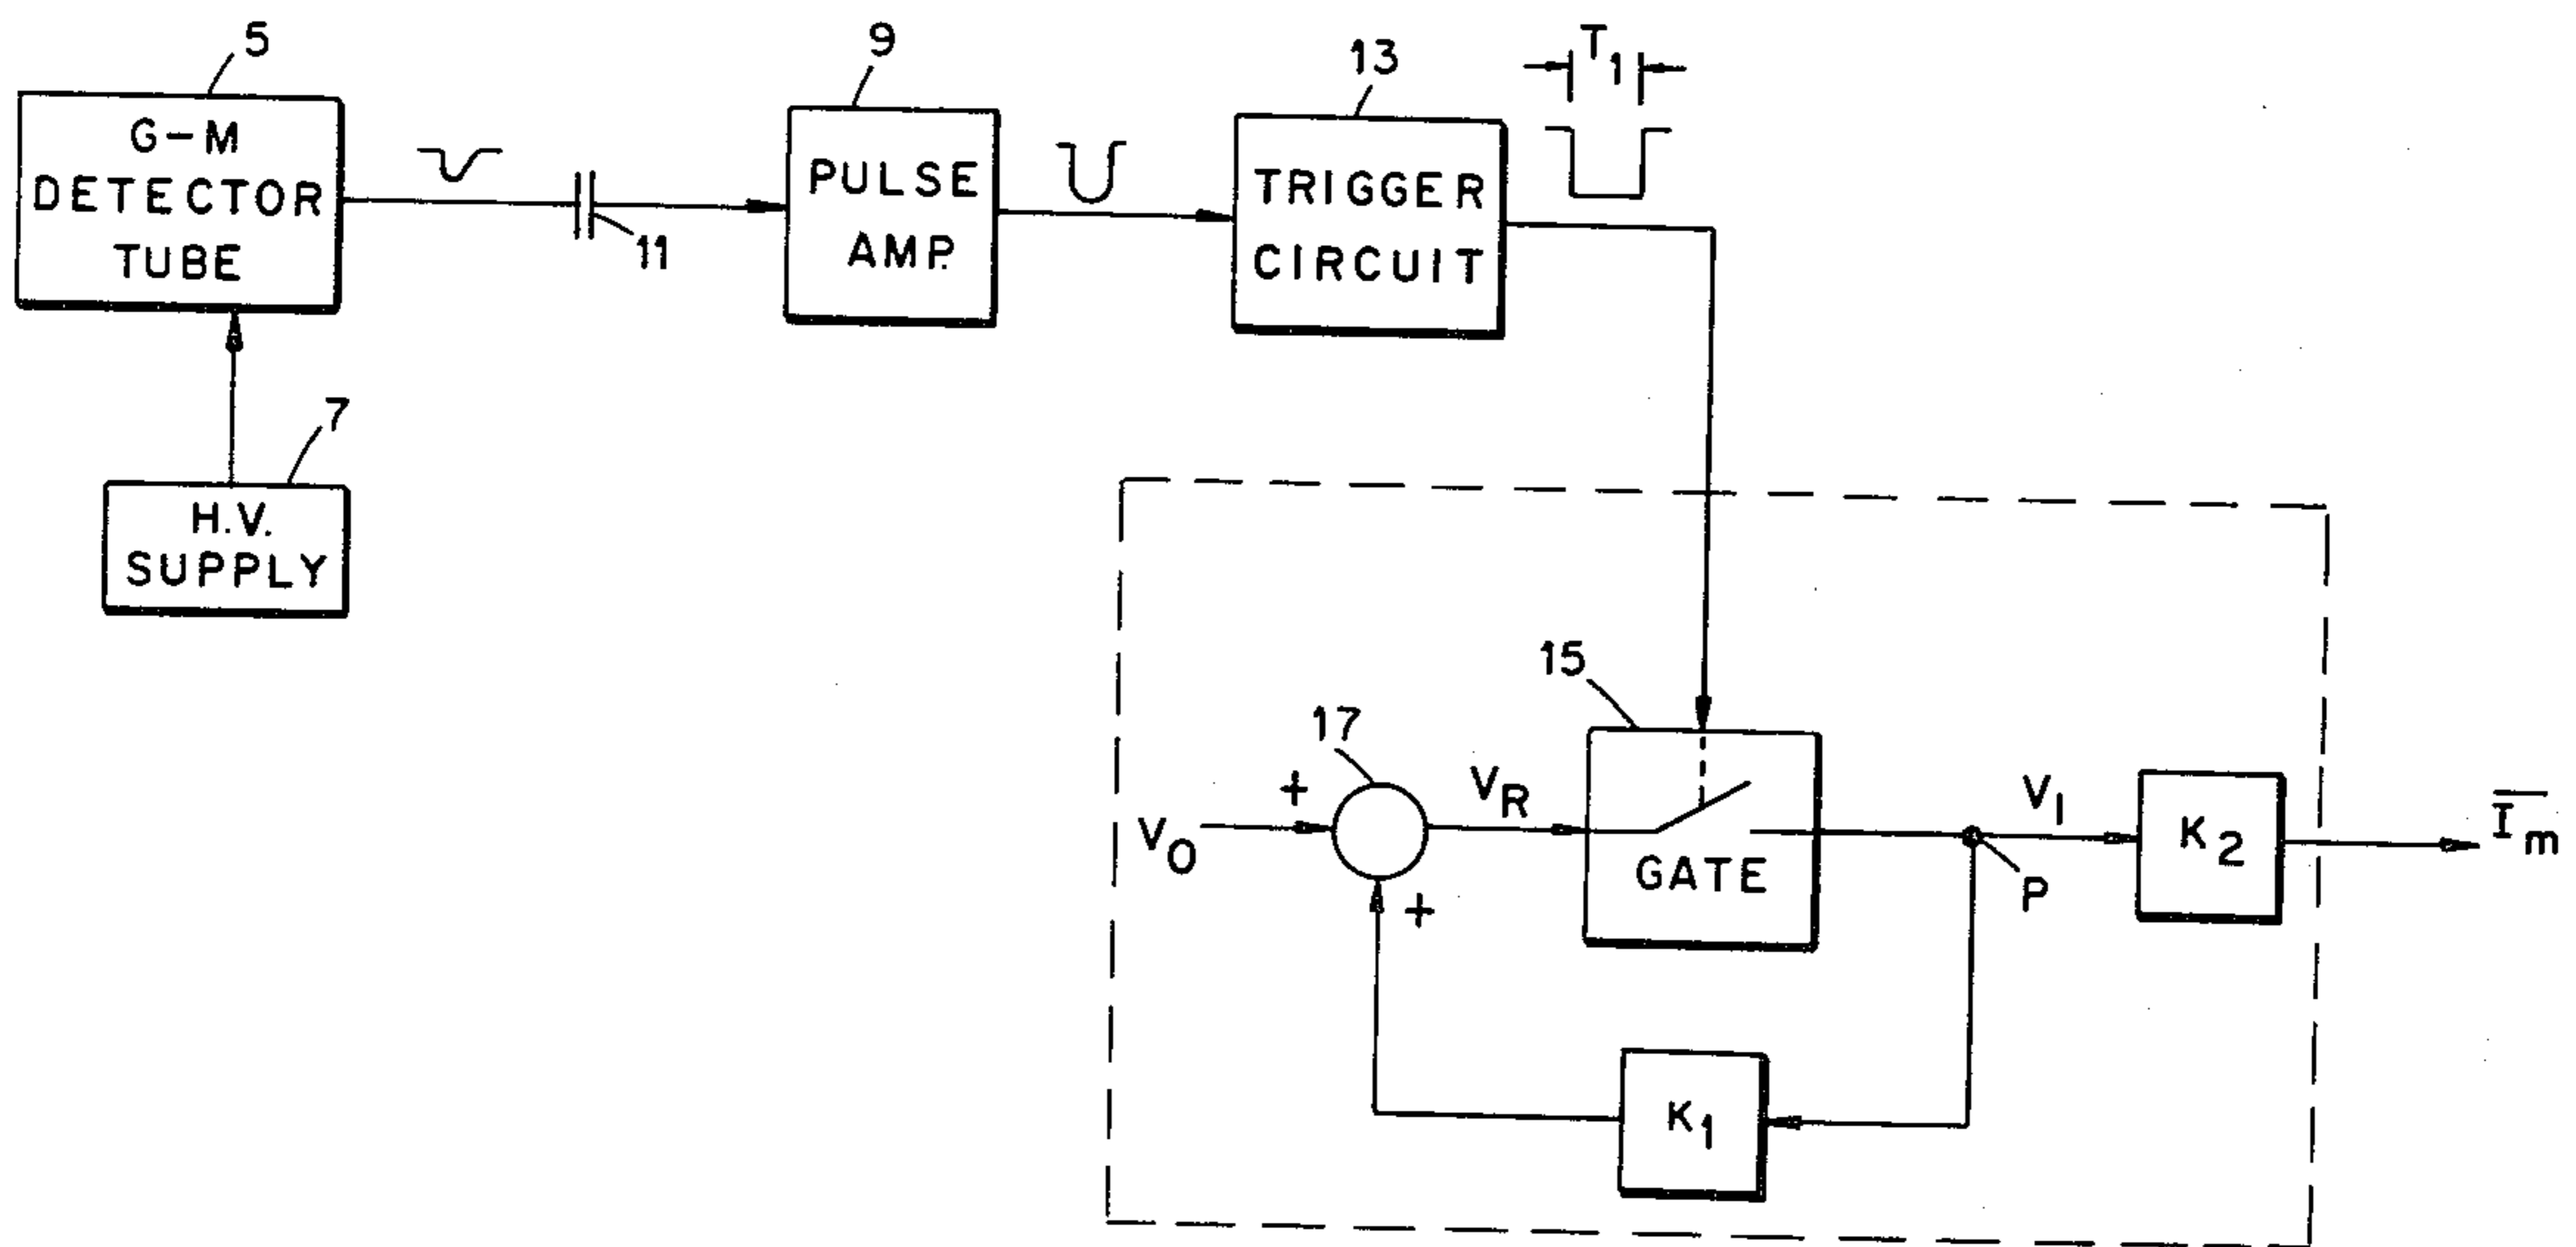 5
G-M
DETECTOR
TUBE
11
9
PULSE
AMP.
13
TRIGGER
CIRCUIT
T1
7
H.V.
SUPPLY
15
17
+
VO
+
VR
GATE
V1
P
K2
Im
K1